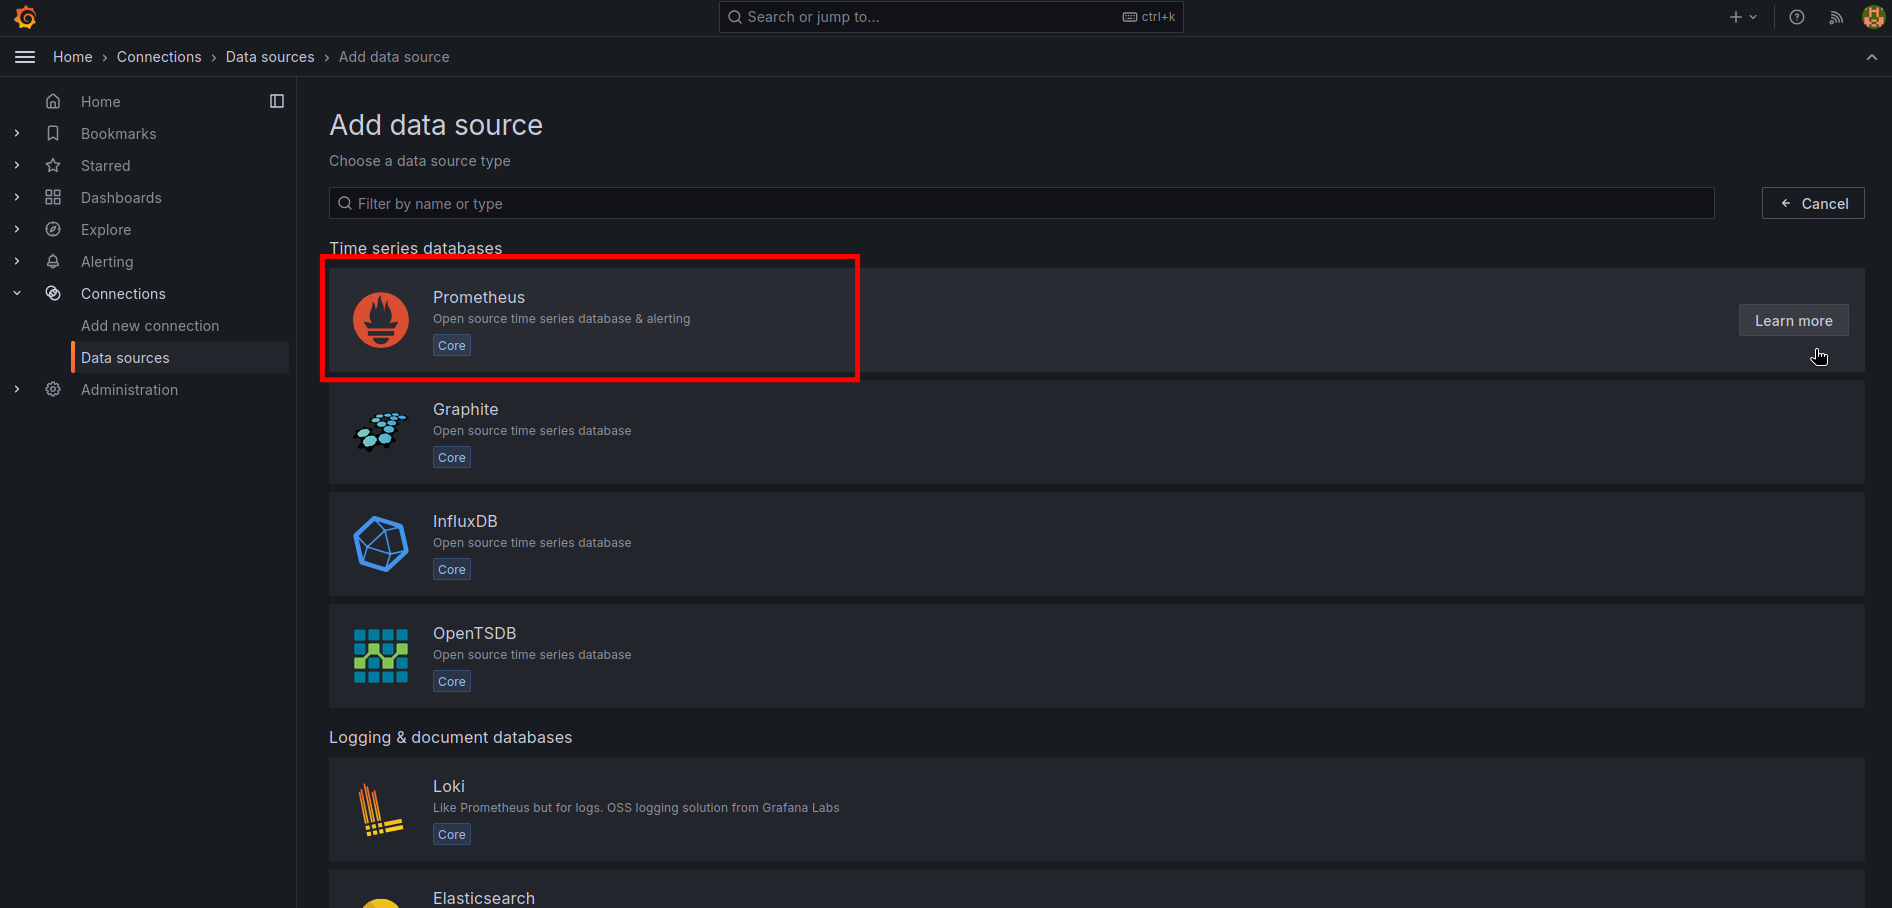 Search or jump to...
ctrl+k
Home › Connections › Data sources › Add data source
Home
Bookmarks
Starred
Dashboards
Explore
Alerting
Connections
Add new connection
Data sources
Administration
Add data source
Choose a data source type
Filter by name or type
Cancel
Time series databases
Prometheus
Open source time series database & alerting
Core
Learn more
Graphite
Open source time series database
Core
InfluxDB
Open source time series database
Core
OpenTSDB
Open source time series database
Core
Logging & document databases
Loki
Like Prometheus but for logs. OSS logging solution from Grafana Labs
Core
Elasticsearch